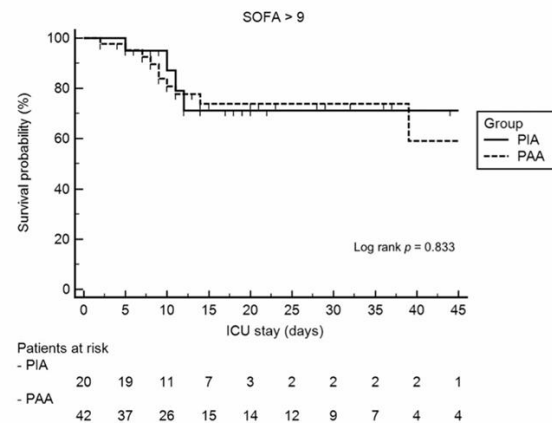 SOFA > 9
Survival probability (%)
100
80
60
40
20
0
0 5 10 15 20 25 30 35 40 45
ICU stay (days)
Log rank p = 0.833
Group
PIA
PAA
Patients at risk
- PIA
20 19 11 7 3 2 2 2 2 1
- PAA
42 37 26 15 14 12 9 7 4 4